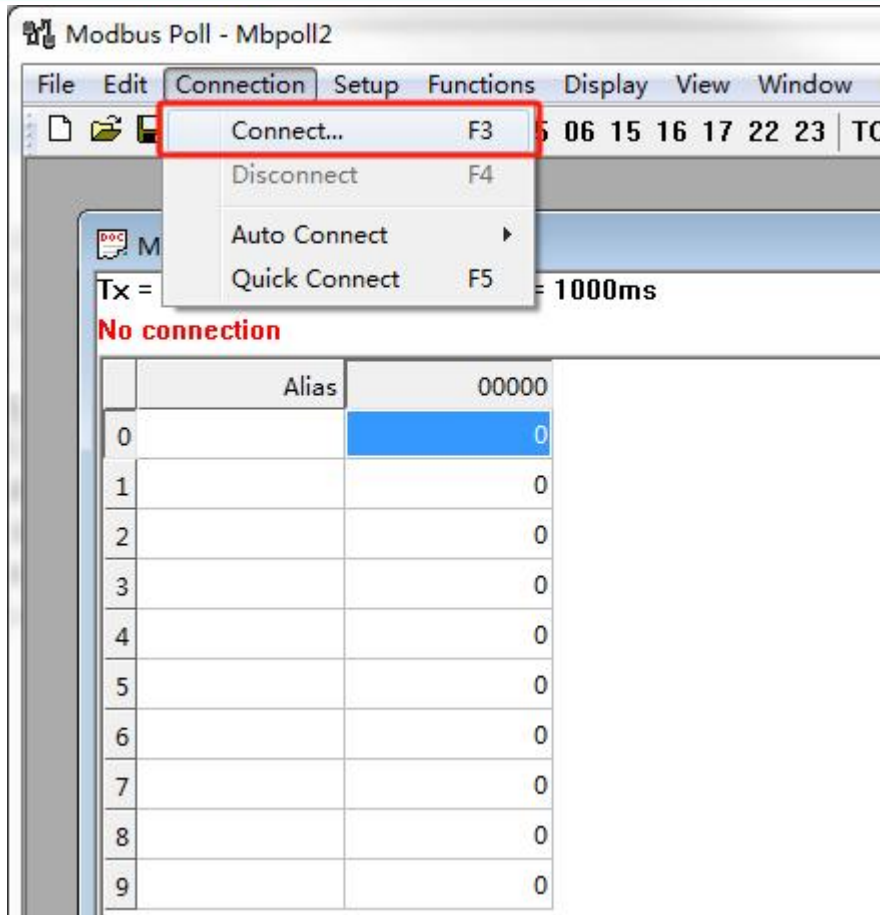 Modbus Poll - Mbpoll2
File Edit Connection Setup Functions Display View Window
Connect... F3 06 15 16 17 22 23
Disconnect F4
Auto Connect
Quick Connect F5
Tx = = 1000ms
No connection
Alias 00000
0 0
1 0
2 0
3 0
4 0
5 0
6 0
7 0
8 0
9 0